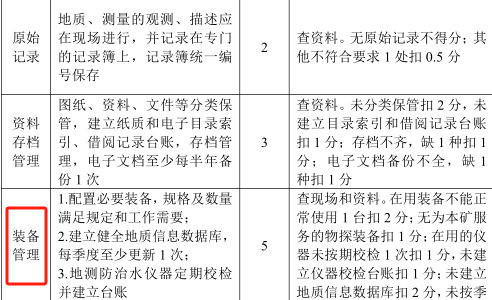 原始
记录
地质、测量的观测、描述应
在现场进行，并记录在专门
的记录簿上，记录簿统一编
号保存
2
查资料。无原始记录不得分；其
他不符合要求 1 处扣 0.5 分
资料
存档
管理
图纸、资料、文件等分类保
管，建立纸质和电子目录索
引、借阅记录台账，存档管
理，电子文档至少每半年备
份 1 次
3
查资料。未分类保管扣 2 分，未
建立目录索引和借阅记录台账
扣 1 分；存档不齐，缺 1 种扣 1
分；电子文档备份不全，缺 1
种扣 1 分
装备
管理
1.配置必要装备，规格及数量
满足规定和工作需要；
2.建立健全地质信息数据库，
每季度至少更新 1 次；
3.地测防治水仪器定期校检
并建立台账
5
查现场和资料。在用装备不能正
常使用 1 台扣 2 分；无为本矿服
务的物探装备扣 1 分；在用的仪
器未按期校检 1 次扣 1 分，未建
立仪器校检台账扣 1 分；未建立
地质信息数据库扣 2 分，未按季